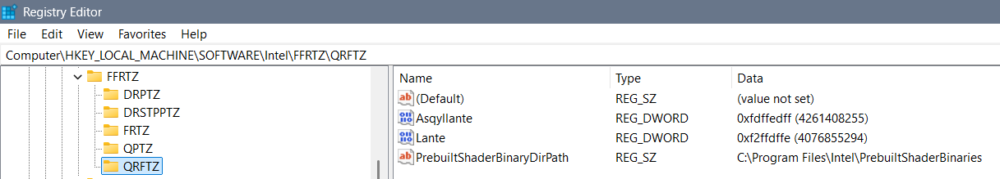 Registry Editor
File Edit View Favorites Help
Computer\HKEY_LOCAL_MACHINE\SOFTWARE\Intel\FFRTZ\QRFTZ
FFRTZ
DRPTZ
DRSTPPTZ
FRTZ
QPTZ
QRFTZ
Name Type Data
(Default) REG_SZ (value not set)
Asqyllante REG_DWORD 0xfdffedff (4261408255)
Lante REG_DWORD 0xf2ffdffe (4076855294)
PrebuiltShaderBinaryDirPath REG_SZ C:\Program Files\Intel\PrebuiltShaderBinaries